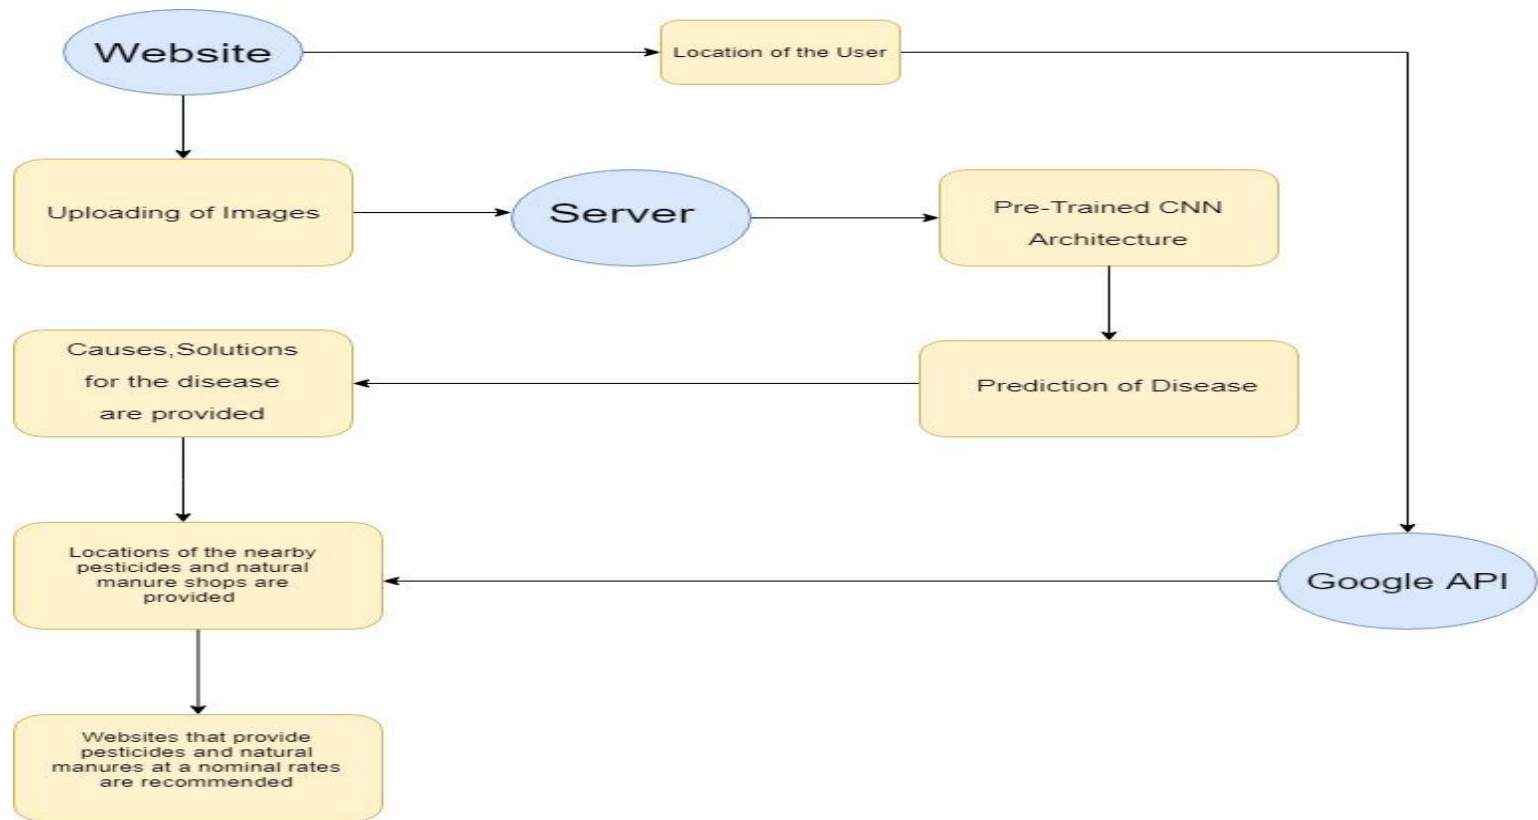 Website
Location of the User
Uploading of Images
Server
Pre-Trained CNN
Architecture
Causes,Solutions
for the disease
are provided
Prediction of Disease
Locations of the nearby
pesticides and natural
manure shops are
provided
Google API
Websites that provide
pesticides and natural
manures at a nominal rates
are recommended